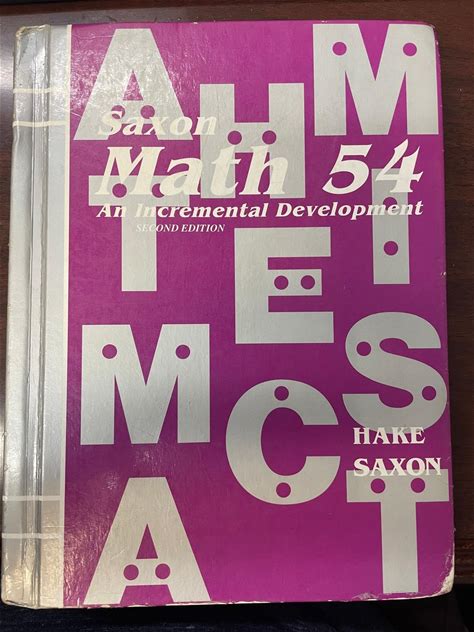 Saxon
Math 54
An Incremental Development
SECOND EDITION
HAKE
SAXON
A
H
M
T
T
I
E
M
C
S
A
T